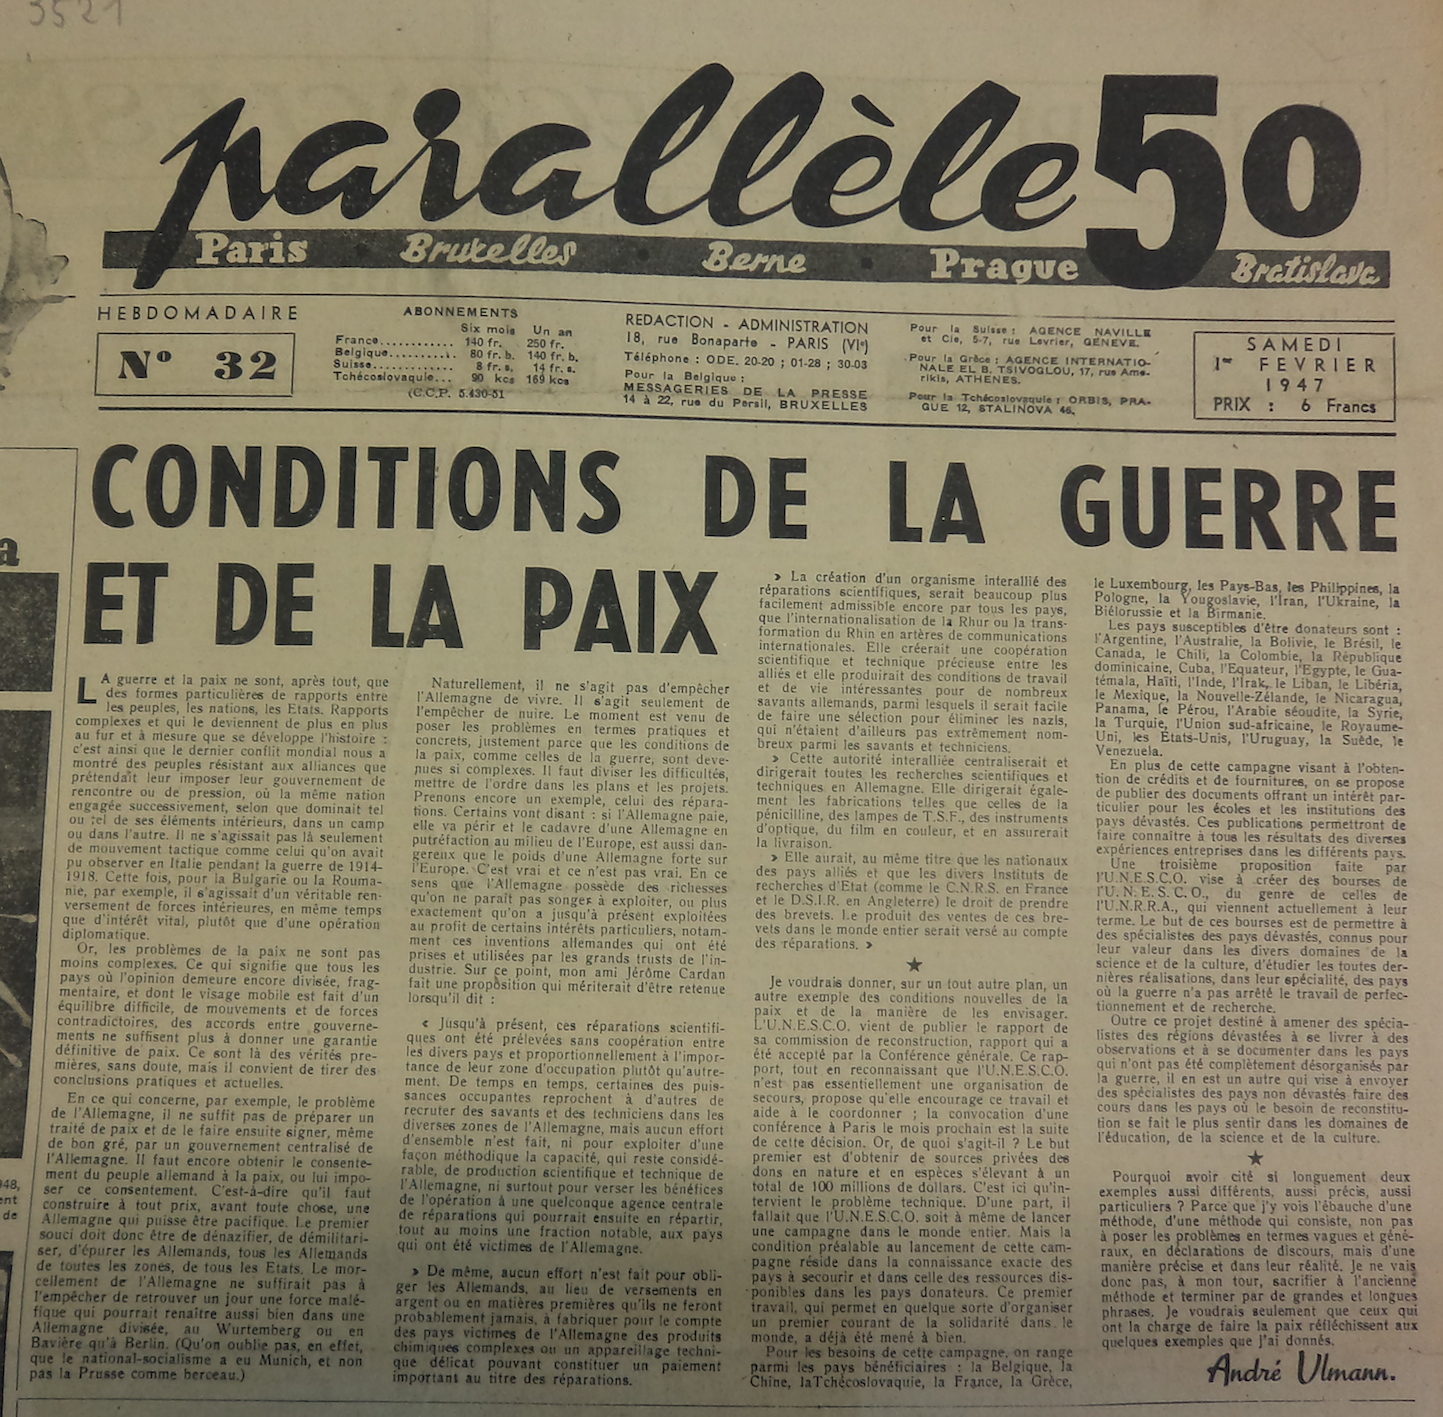 3521
parallèle 50
Paris Bruxelles Berne Prague Bratislava
HEBDOMADAIRE
N° 32
ABONNEMENTS
Six mois Un an
France............ 140 fr. 250 fr.
Belgique........... 80 fr. b. 140 fr. b.
Suisse.............. 8 fr. s. 14 fr. s.
Tchécoslovaquie... 90 kcs 169 kcs
(C.C.P. 5.430-51
REDACTION - ADMINISTRATION
18, rue Bonaparte - PARIS (VIe)
Téléphone : ODE. 20-20 ; 01-28 ; 30-03
Pour la Belgique :
MESSAGERIES DE LA PRESSE
14 à 22, rue du Persil, BRUXELLES
Pour la Suisse : AGENCE NAVILLE
et Cie, 5-7, rue Levrier, GENEVE.
Pour la Grèce : AGENCE INTERNATIO-
NALE EL B. TSIVOGLOU, 17, rue Ame-
rikis, ATHENES.
Pour la Tchécoslovaquie : ORBIS, PRA-
GUE 12, STALINOVA 46.
SAMEDI
1er FEVRIER
1947
PRIX : 6 Francs
CONDITIONS DE LA GUERRE
ET DE LA PAIX
LA guerre et la paix ne sont, après tout, que
des formes particulières de rapports entre
les peuples, les nations, les Etats. Rapports
complexes et qui le deviennent de plus en plus
au fur et à mesure que se développe l'histoire :
c'est ainsi que le dernier conflit mondial nous a
montré des peuples résistant aux alliances que
prétendait leur imposer leur gouvernement de
rencontre ou de pression, où la même nation
engagée successivement, selon que dominait tel
ou tel de ses éléments intérieurs, dans un camp
ou dans l'autre. Il ne s'agissait pas là seulement
de mouvement tactique comme celui qu'on avait
pu observer en Italie pendant la guerre de 1914-
1918. Cette fois, pour la Bulgarie ou la Rouma-
nie, par exemple, il s'agissait d'un véritable ren-
versement de forces intérieures, en même temps
que d'intérêt vital, plutôt que d'une opération
diplomatique.
Or, les problèmes de la paix ne sont pas
moins complexes. Ce qui signifie que tous les
pays où l'opinion demeure encore divisée, frag-
mentaire, et dont le visage mobile est fait d'un
équilibre difficile, de mouvements et de forces
contradictoires, des accords entre gouverne-
ments ne suffisent plus à donner une garantie
définitive de paix. Ce sont là des vérités pre-
mières, sans doute, mais il convient de tirer des
conclusions pratiques et actuelles.
En ce qui concerne, par exemple, le problème
de l'Allemagne, il ne suffit pas de préparer un
traité de paix et de le faire ensuite signer, même
de bon gré, par un gouvernement centralisé de
l'Allemagne. Il faut encore obtenir le consente-
ment du peuple allemand à la paix, ou lui impo-
ser ce consentement. C'est-à-dire qu'il faut
construire à tout prix, avant toute chose, une
Allemagne qui puisse être pacifique. Le premier
souci doit donc être de dénazifier, de démilitari-
ser, d'épurer les Allemands, tous les Allemands
de toutes les zones, de tous les Etats. Le mor-
cellement de l'Allemagne ne suffirait pas à
l'empêcher de retrouver un jour une force malé-
fique qui pourrait renaître aussi bien dans une
Allemagne divisée, au Wurtemberg ou en
Bavière qu'à Berlin. (Qu'on oublie pas, en effet,
que le national-socialisme a eu Munich, et non
pas la Prusse comme berceau.)
Naturellement, il ne s'agit pas d'empêcher
l'Allemagne de vivre. Il s'agit seulement de
l'empêcher de nuire. Le moment est venu de
poser les problèmes en termes pratiques et
concrets, justement parce que les conditions de
la paix, comme celles de la guerre, sont deve-
nues si complexes. Il faut diviser les difficultés,
mettre de l'ordre dans les plans et les projets.
Prenons encore un exemple, celui des répara-
tions. Certains vont disant : si l'Allemagne paie,
elle va périr et le cadavre d'une Allemagne en
putréfaction au milieu de l'Europe, est aussi dan-
gereux que le poids d'une Allemagne forte sur
l'Europe. C'est vrai et ce n'est pas vrai. En ce
sens que l'Allemagne possède des richesses
qu'on ne paraît pas songer à exploiter, ou plus
exactement qu'on a jusqu'à présent exploitées
au profit de certains intérêts particuliers, notam-
ment ces inventions allemandes qui ont été
prises et utilisées par les grands trusts de l'in-
dustrie. Sur ce point, mon ami Jérôme Cardan
fait une proposition qui mériterait d'être retenue
lorsqu'il dit :
« Jusqu'à présent, ces réparations scientifi-
ques ont été prélevées sans coopération entre
les divers pays et proportionnellement à l'impor-
tance de leur zone d'occupation plutôt qu'autre-
ment. De temps en temps, certaines des puis-
sances occupantes reprochent à d'autres de
recruter des savants et des techniciens dans les
diverses zones de l'Allemagne, mais aucun effort
d'ensemble n'est fait, ni pour exploiter d'une
façon méthodique la capacité, qui reste considé-
rable, de production scientifique et technique de
l'Allemagne, ni surtout pour verser les bénéfices
de l'opération à une quelconque agence centrale
de réparations qui pourrait ensuite en répartir,
tout au moins une fraction notable, aux pays
qui ont été victimes de l'Allemagne.
» De même, aucun effort n'est fait pour obli-
ger les Allemands, au lieu de versements en
argent ou en matières premières qu'ils ne feront
probablement jamais, à fabriquer pour le compte
des pays victimes de l'Allemagne des produits
chimiques complexes ou un appareillage techni-
que délicat pouvant constituer un paiement
important au titre des réparations.
» La création d'un organisme interallié des
réparations scientifiques, serait beaucoup plus
facilement admissible encore par tous les pays,
que l'internationalisation de la Rhur ou la trans-
formation du Rhin en artères de communications
internationales. Elle créerait une coopération
scientifique et technique précieuse entre les
alliés et elle produirait des conditions de travail
et de vie intéressantes pour de nombreux
savants allemands, parmi lesquels il serait facile
de faire une sélection pour éliminer les nazis,
qui n'étaient d'ailleurs pas extrêmement nom-
breux parmi les savants et techniciens.
» Cette autorité interalliée centraliserait et
dirigerait toutes les recherches scientifiques et
techniques en Allemagne. Elle dirigerait égale-
ment les fabrications telles que celles de la
pénicilline, des lampes de T.S.F., des instruments
d'optique, du film en couleur, et en assurerait
la livraison.
» Elle aurait, au même titre que les nationaux
des pays alliés et que les divers Instituts de
recherches d'Etat (comme le C.N.R.S. en France
et le D.S.I.R. en Angleterre) le droit de prendre
des brevets. Le produit des ventes de ces bre-
vets dans le monde entier serait versé au compte
des réparations. »
★
Je voudrais donner, sur un tout autre plan, un
autre exemple des conditions nouvelles de la
paix et de la manière de les envisager.
L'U.N.E.S.C.O. vient de publier le rapport de
sa commission de reconstruction, rapport qui a
été accepté par la Conférence générale. Ce rap-
port, tout en reconnaissant que l'U.N.E.S.C.O.
n'est pas essentiellement une organisation de
secours, propose qu'elle encourage ce travail et
aide à le coordonner ; la convocation d'une
conférence à Paris le mois prochain est la suite
de cette décision. Or, de quoi s'agit-il ? Le but
premier est d'obtenir de sources privées des
dons en nature et en espèces s'élevant à un
total de 100 millions de dollars. C'est ici qu'in-
tervient le problème technique. D'une part, il
fallait que l'U.N.E.S.C.O. soit à même de lancer
une campagne dans le monde entier. Mais la
condition préalable au lancement de cette cam-
pagne réside dans la connaissance exacte des
pays à secourir et dans celle des ressources dis-
ponibles dans les pays donateurs. Ce premier
travail, qui permet en quelque sorte d'organiser
un premier courant de la solidarité dans le
monde, a déjà été mené à bien.
Pour les besoins de cette campagne, on range
parmi les pays bénéficiaires : la Belgique, la
Chine, laTchécoslovaquie, la France, la Grèce,
le Luxembourg, les Pays-Bas, les Philippines, la
Pologne, la Yougoslavie, l'Iran, l'Ukraine, la
Biélorussie et la Birmanie.
Les pays susceptibles d'être donateurs sont :
l'Argentine, l'Australie, la Bolivie, le Brésil, le
Canada, le Chili, la Colombie, la République
dominicaine, Cuba, l'Equateur, l'Egypte, le Gua-
témala, Haïti, l'Inde, l'Irak, le Liban, le Libéria,
le Mexique, la Nouvelle-Zélande, le Nicaragua,
Panama, le Pérou, l'Arabie séoudite, la Syrie,
la Turquie, l'Union sud-africaine, le Royaume-
Uni, les Etats-Unis, l'Uruguay, la Suède, le
Venezuela.
En plus de cette campagne visant à l'obten-
tion de crédits et de fournitures, on se propose
de publier des documents offrant un intérêt par-
ticulier pour les écoles et les institutions des
pays dévastés. Ces publications permettront de
faire connaître à tous les résultats des diverses
expériences entreprises dans les différents pays.
Une troisième proposition faite par
l'U.N.E.S.C.O. vise à créer des bourses de
l'U.N.E.S.C.O., du genre de celles de
l'U.N.R.R.A., qui viennent actuellement à leur
terme. Le but de ces bourses est de permettre à
des spécialistes des pays dévastés, connus pour
leur valeur dans les divers domaines de la
science et de la culture, d'étudier les toutes der-
nières réalisations, dans leur spécialité, des pays
où la guerre n'a pas arrêté le travail de perfec-
tionnement et de recherche.
Outre ce projet destiné à amener des spécia-
listes des régions dévastées à se livrer à des
observations et à se documenter dans les pays
qui n'ont pas été complètement désorganisés par
la guerre, il en est un autre qui vise à envoyer
des spécialistes des pays non dévastés faire des
cours dans les pays où le besoin de reconstitu-
tion se fait le plus sentir dans les domaines de
l'éducation, de la science et de la culture.
★
Pourquoi avoir cité si longuement deux
exemples aussi différents, aussi précis, aussi
particuliers ? Parce que j'y vois l'ébauche d'une
méthode, d'une méthode qui consiste, non pas
à poser les problèmes en termes vagues et géné-
raux, en déclarations de discours, mais d'une
manière précise et dans leur réalité. Je ne vais
donc pas, à mon tour, sacrifier à l'ancienne
méthode et terminer par de grandes et longues
phrases. Je voudrais seulement que ceux qui
ont la charge de faire la paix réfléchissent aux
quelques exemples que j'ai donnés.
André Ulmann.